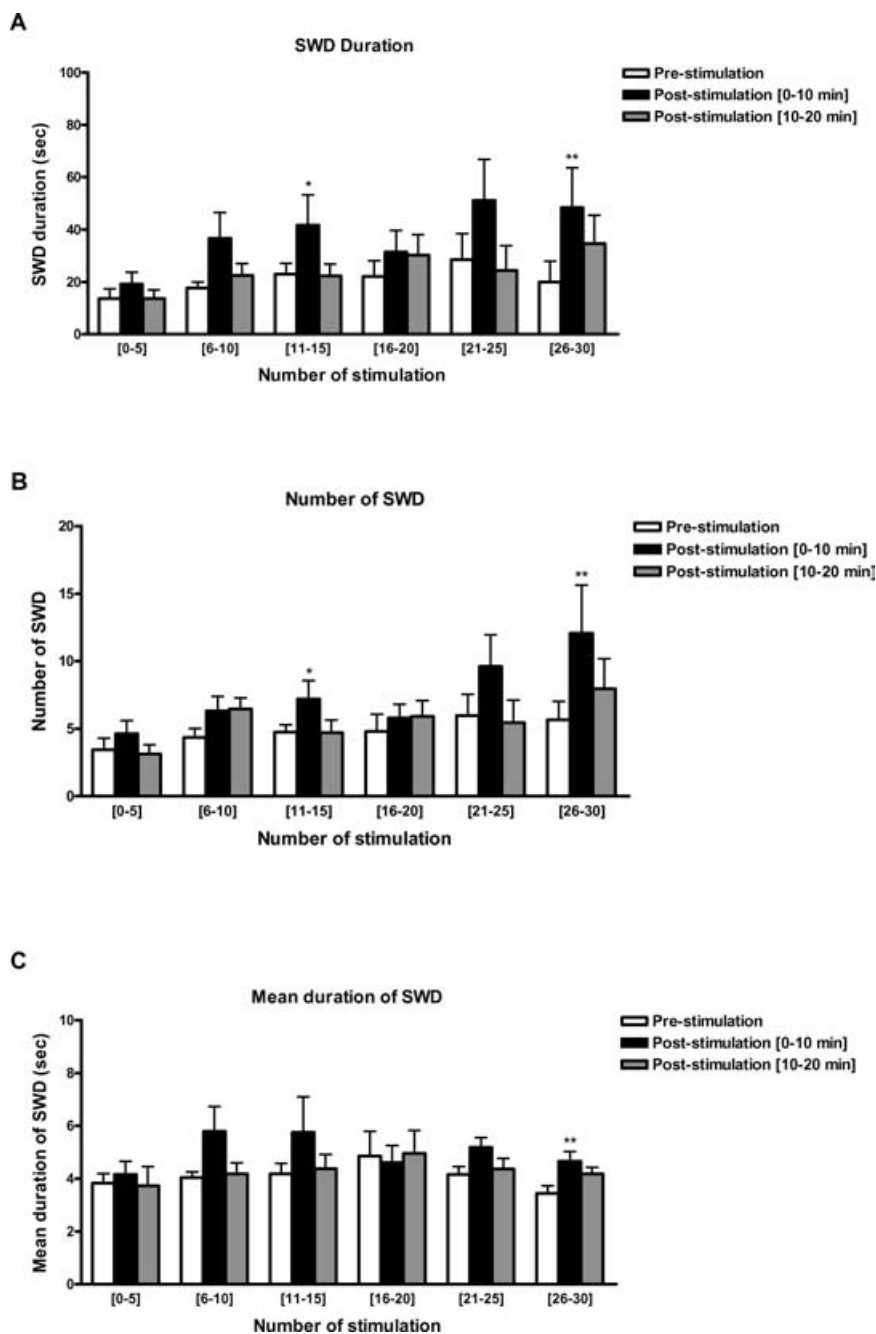 A
SWD Duration
Pre-stimulation
Post-stimulation [0-10 min]
Post-stimulation [10-20 min]
100
80
60
40
20
0
SWD duration (sec)
*
**
[0-5] [6-10] [11-15] [16-20] [21-25] [26-30]
Number of stimulation
B
Number of SWD
Pre-stimulation
Post-stimulation [0-10 min]
Post-stimulation [10-20 min]
20
15
10
5
0
Number of SWD
*
**
[0-5] [6-10] [11-15] [16-20] [21-25] [26-30]
Number of stimulation
C
Mean duration of SWD
Pre-stimulation
Post-stimulation [0-10 min]
Post-stimulation [10-20 min]
10
8
6
4
2
0
Mean duration of SWD (sec)
**
[0-5] [6-10] [11-15] [16-20] [21-25] [26-30]
Number of stimulation